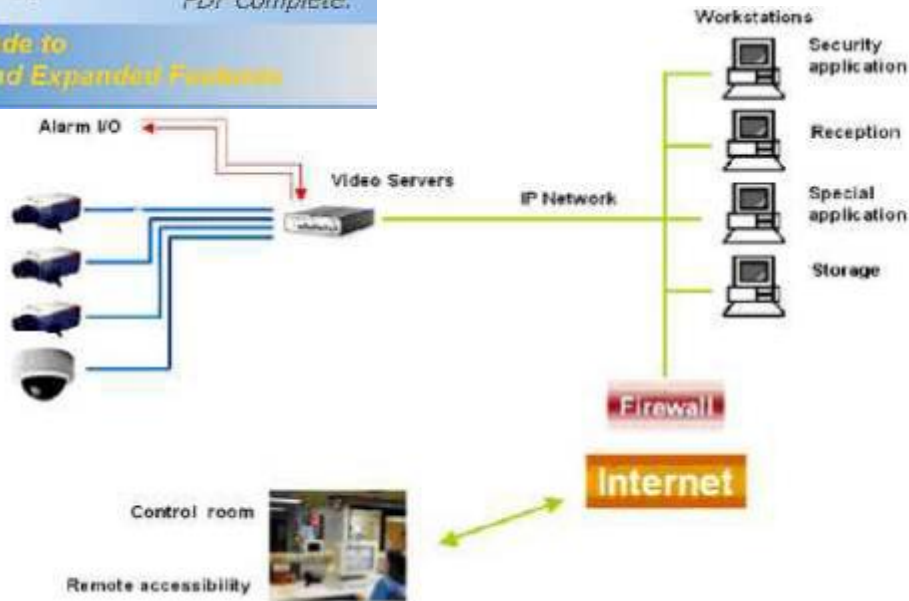 PDF Complete.
de to
nd Expanded Features
Workstations
Security
application
Alarm I/O
Reception
Video Servers
IP Network
Special
application
Storage
Firewall
Internet
Control room
Remote accessibility